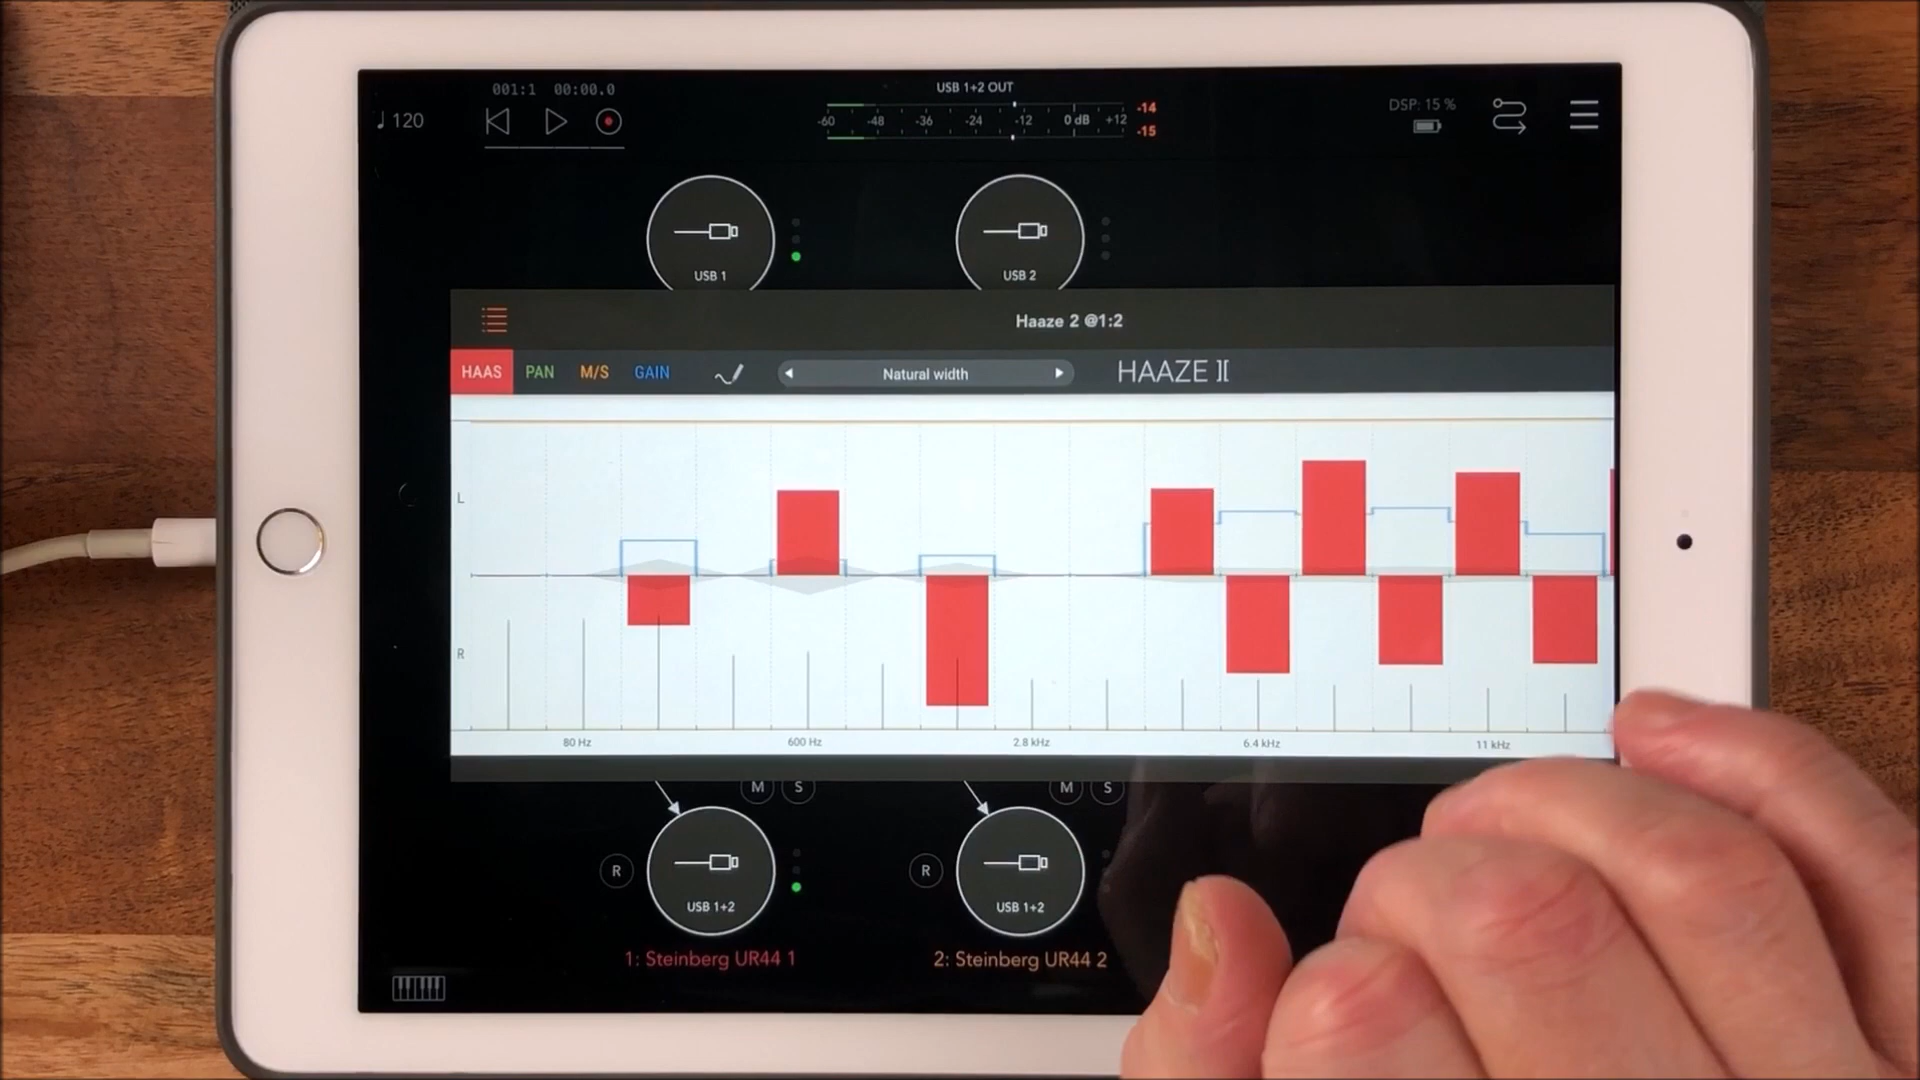 001:1 00:00.0
♩ 120
USB 1+2 OUT
-60 -48 -36 -24 -12 0 dB +12
-14
-15
DSP: 15 %
USB 1
USB 2
Haaze 2 @1:2
HAAS PAN M/S GAIN
Natural width
HAAZE ][
L
R
80 Hz 600 Hz 2.8 kHz 6.4 kHz 11 kHz
M S
M S
R
USB 1+2
R
USB 1+2
1: Steinberg UR44 1
2: Steinberg UR44 2